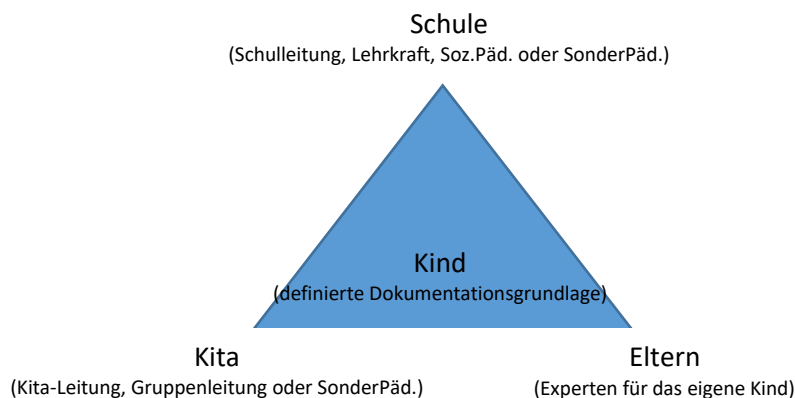 Schule
(Schulleitung, Lehrkraft, Soz.Päd. oder SonderPäd.)
Kind
(definierte Dokumentationsgrundlage)
Kita
(Kita-Leitung, Gruppenleitung oder SonderPäd.)
Eltern
(Experten für das eigene Kind)